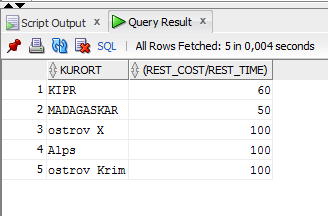 Script Output x Query Result x
SQL | All Rows Fetched: 5 in 0,004 seconds
KURORT (REST_COST/REST_TIME)
1 KIPR 60
2 MADAGASKAR 50
3 ostrov X 100
4 Alps 100
5 ostrov Krim 100